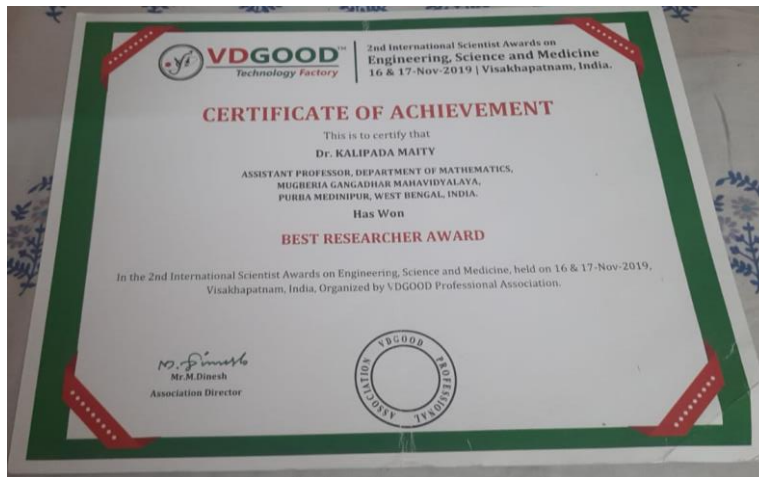 VDGOOD™
Technology Factory
2nd International Scientist Awards on
Engineering, Science and Medicine
16 & 17-Nov-2019 | Visakhapatnam, India.
CERTIFICATE OF ACHIEVEMENT
This is to certify that
Dr. KALIPADA MAITY
ASSISTANT PROFESSOR, DEPARTMENT OF MATHEMATICS,
MUGBERIA GANGADHAR MAHAVIDYALAYA,
PURBA MEDINIPUR, WEST BENGAL, INDIA.
Has Won
BEST RESEARCHER AWARD
In the 2nd International Scientist Awards on Engineering, Science and Medicine, held on 16 & 17-Nov-2019,
Visakhapatnam, India, Organized by VDGOOD Professional Association.
M. Dinesh
Mr.M.Dinesh
Association Director
VDGOOD PROFESSIONAL ASSOCIATION